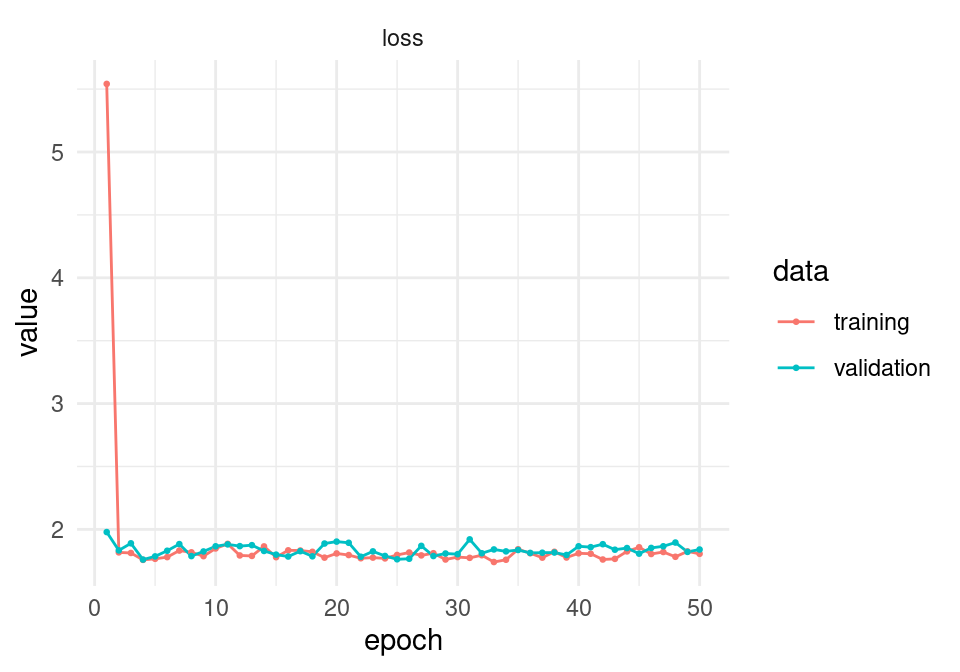 loss
5
4
3
2
value
0 10 20 30 40 50
epoch
data
training
validation